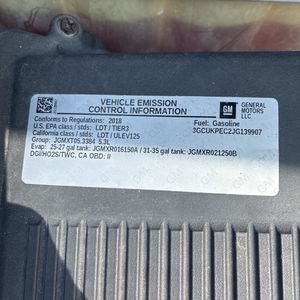 VEHICLE EMISSION
CONTROL INFORMATION
GM
GENERAL MOTORS
LLC
Conforms to Regulations: 2018
Fuel: Gasoline
U.S. EPA class / stds: LDT / TIER3
3GCUKPEC2JG139907
California class / stds: LDT / ULEV125
Group: JGMXT05.3384 5.3L
Evap: 25-27 gal tank: JGMXR016150A / 31-35 gal tank: JGMXR021250B
DGI/HO2S/TWC, CA OBD: II